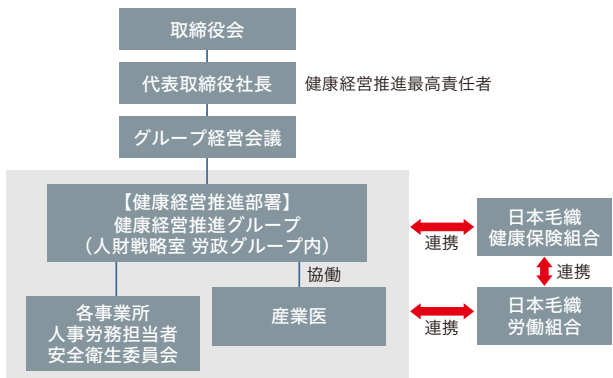 取締役会
代表取締役社長
健康経営推進最高責任者
グループ経営会議
【健康経営推進部署】
健康経営推進グループ
（人財戦略室 労政グループ内）
協働
各事業所
人事労務担当者
安全衛生委員会
産業医
連携
日本毛織
健康保険組合
連携
連携
日本毛織
労働組合